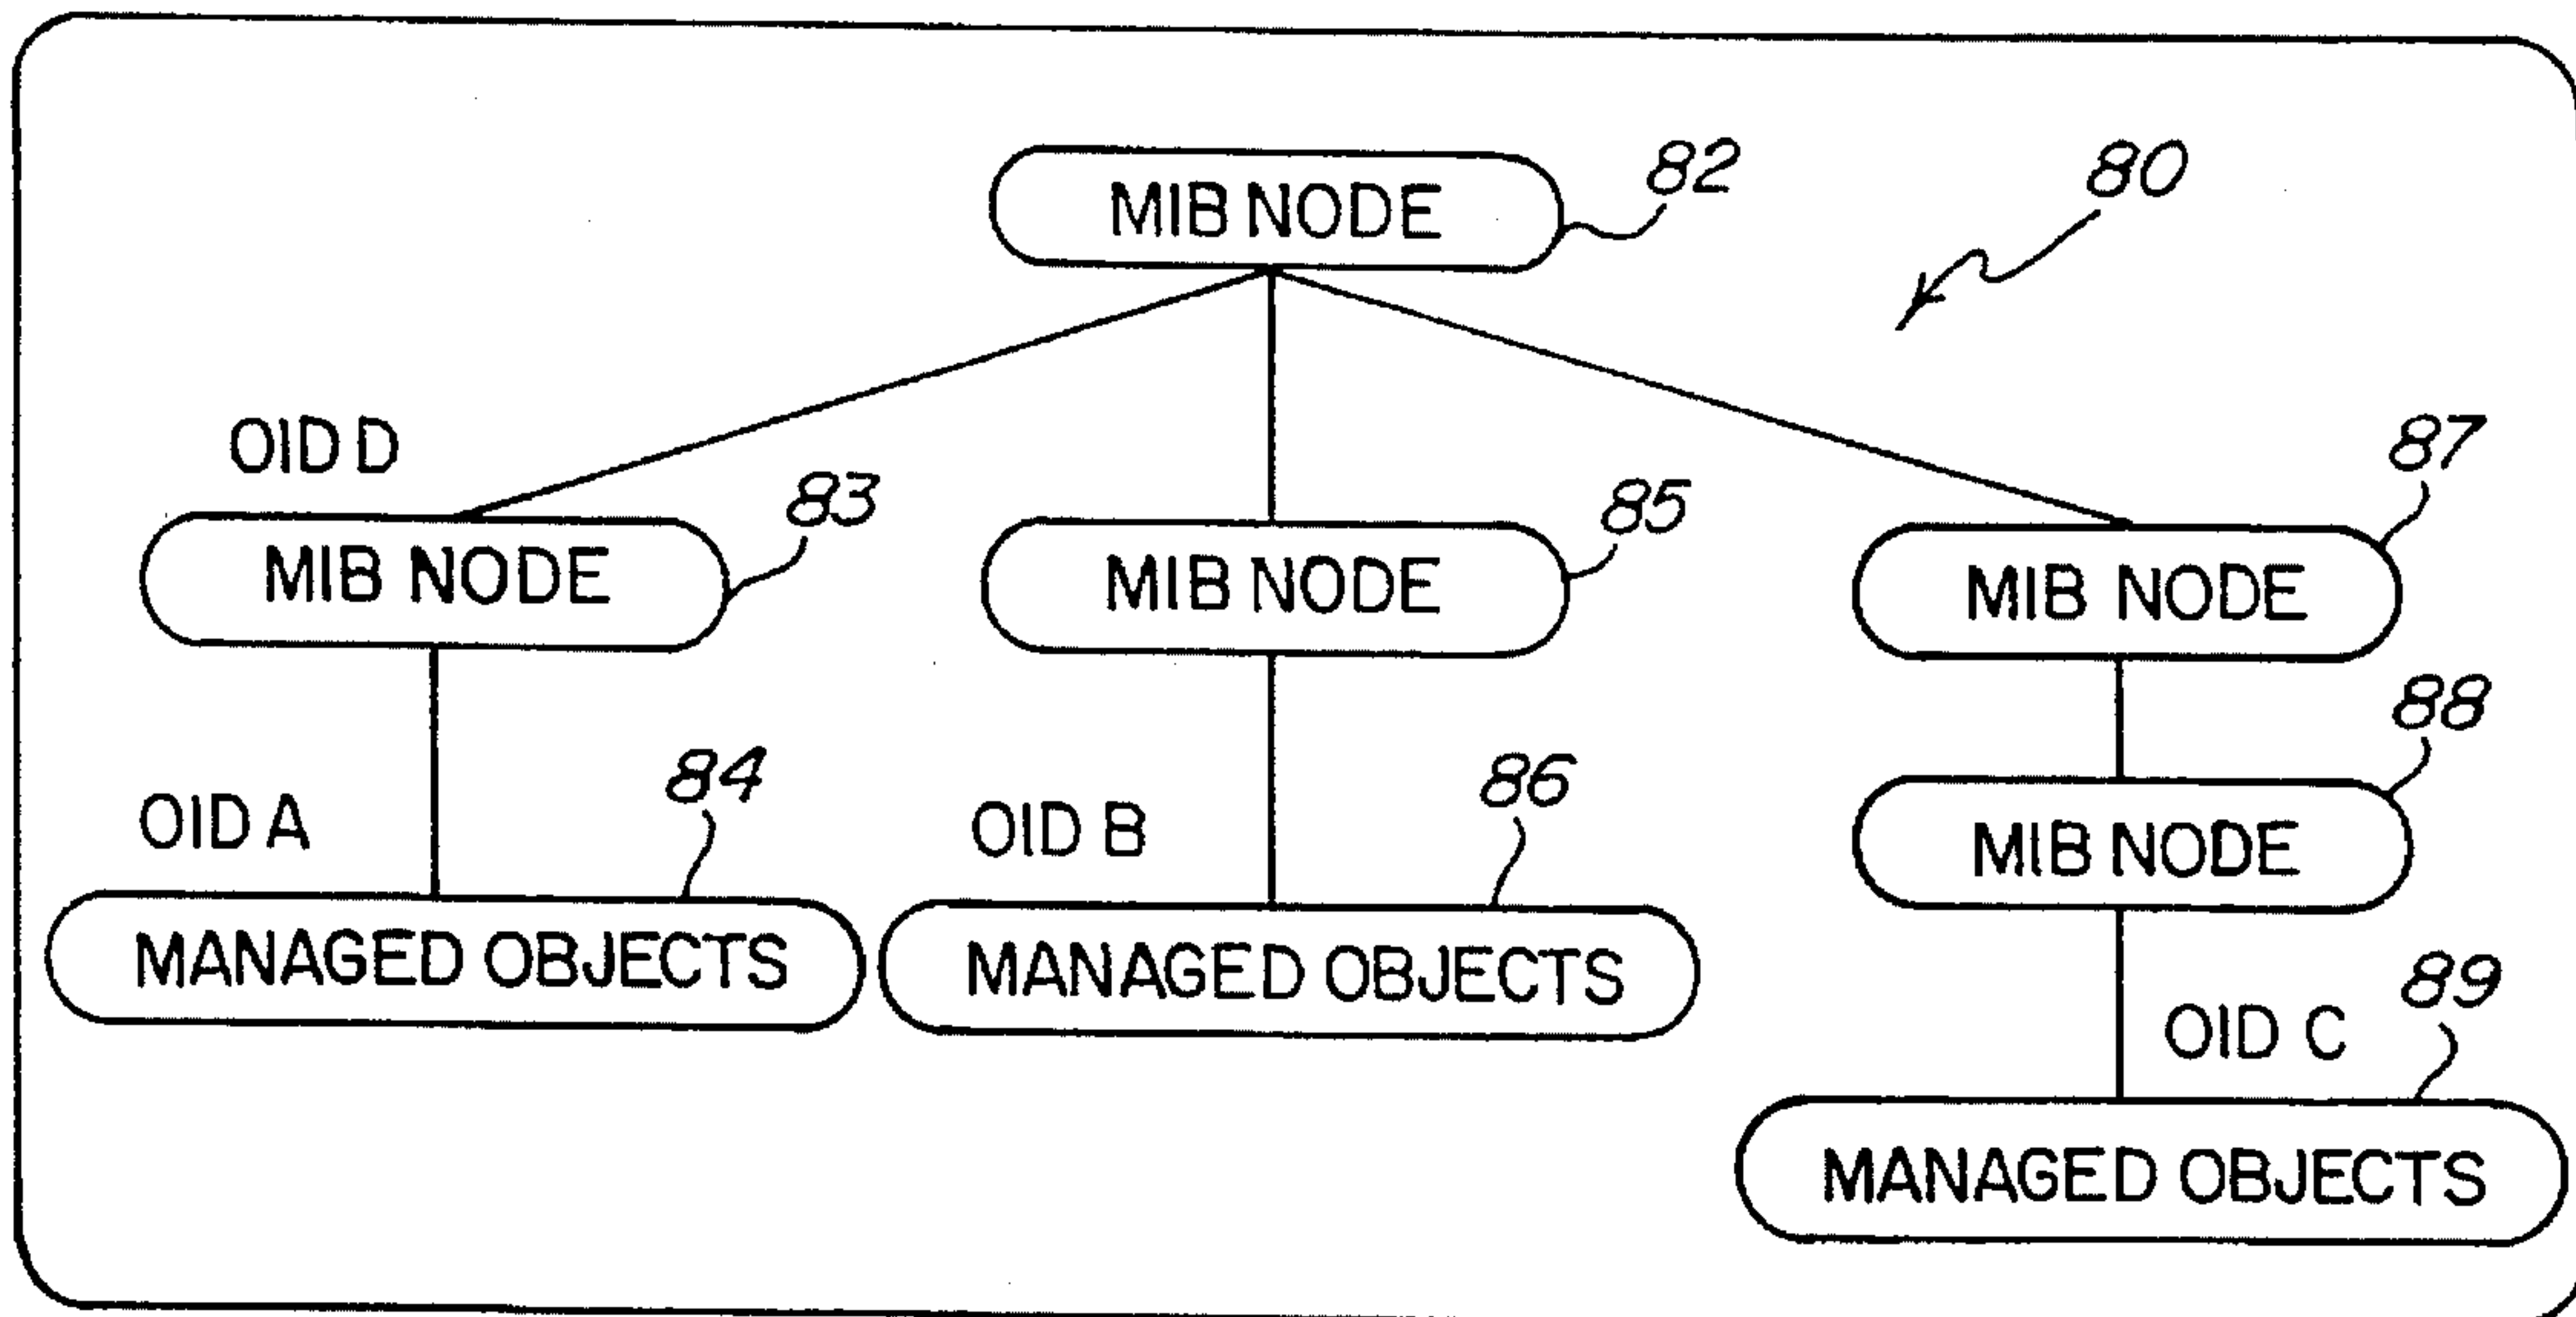 82
80
MIB NODE
OID D
83
85
87
MIB NODE
MIB NODE
MIB NODE
88
84
86
OID A
OID B
MIB NODE
MANAGED OBJECTS
MANAGED OBJECTS
OID C
89
MANAGED OBJECTS